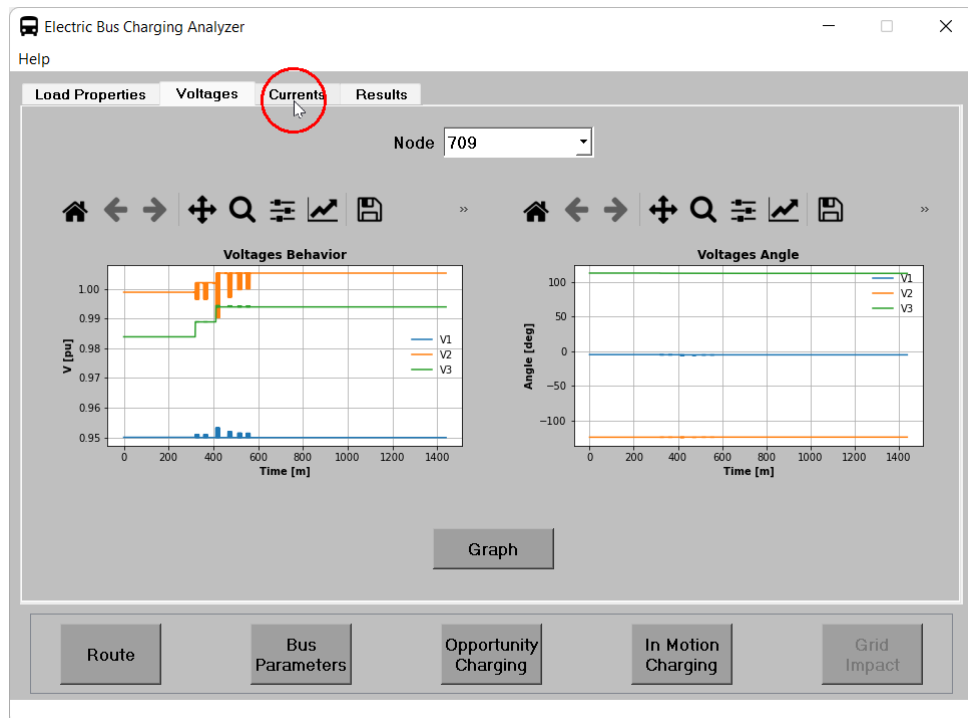 Electric Bus Charging Analyzer
Help
Load Properties Voltages Currents Results
Node 709
» »
Voltages Behavior
1.00
0.99
0.98
0.97
0.96
0.95
V [pu]
0 200 400 600 800 1000 1200 1400
Time [m]
V1
V2
V3
Voltages Angle
100
50
0
−50
−100
Angle [deg]
0 200 400 600 800 1000 1200 1400
Time [m]
V1
V2
V3
Graph
Route
Bus
Parameters
Opportunity
Charging
In Motion
Charging
Grid
Impact